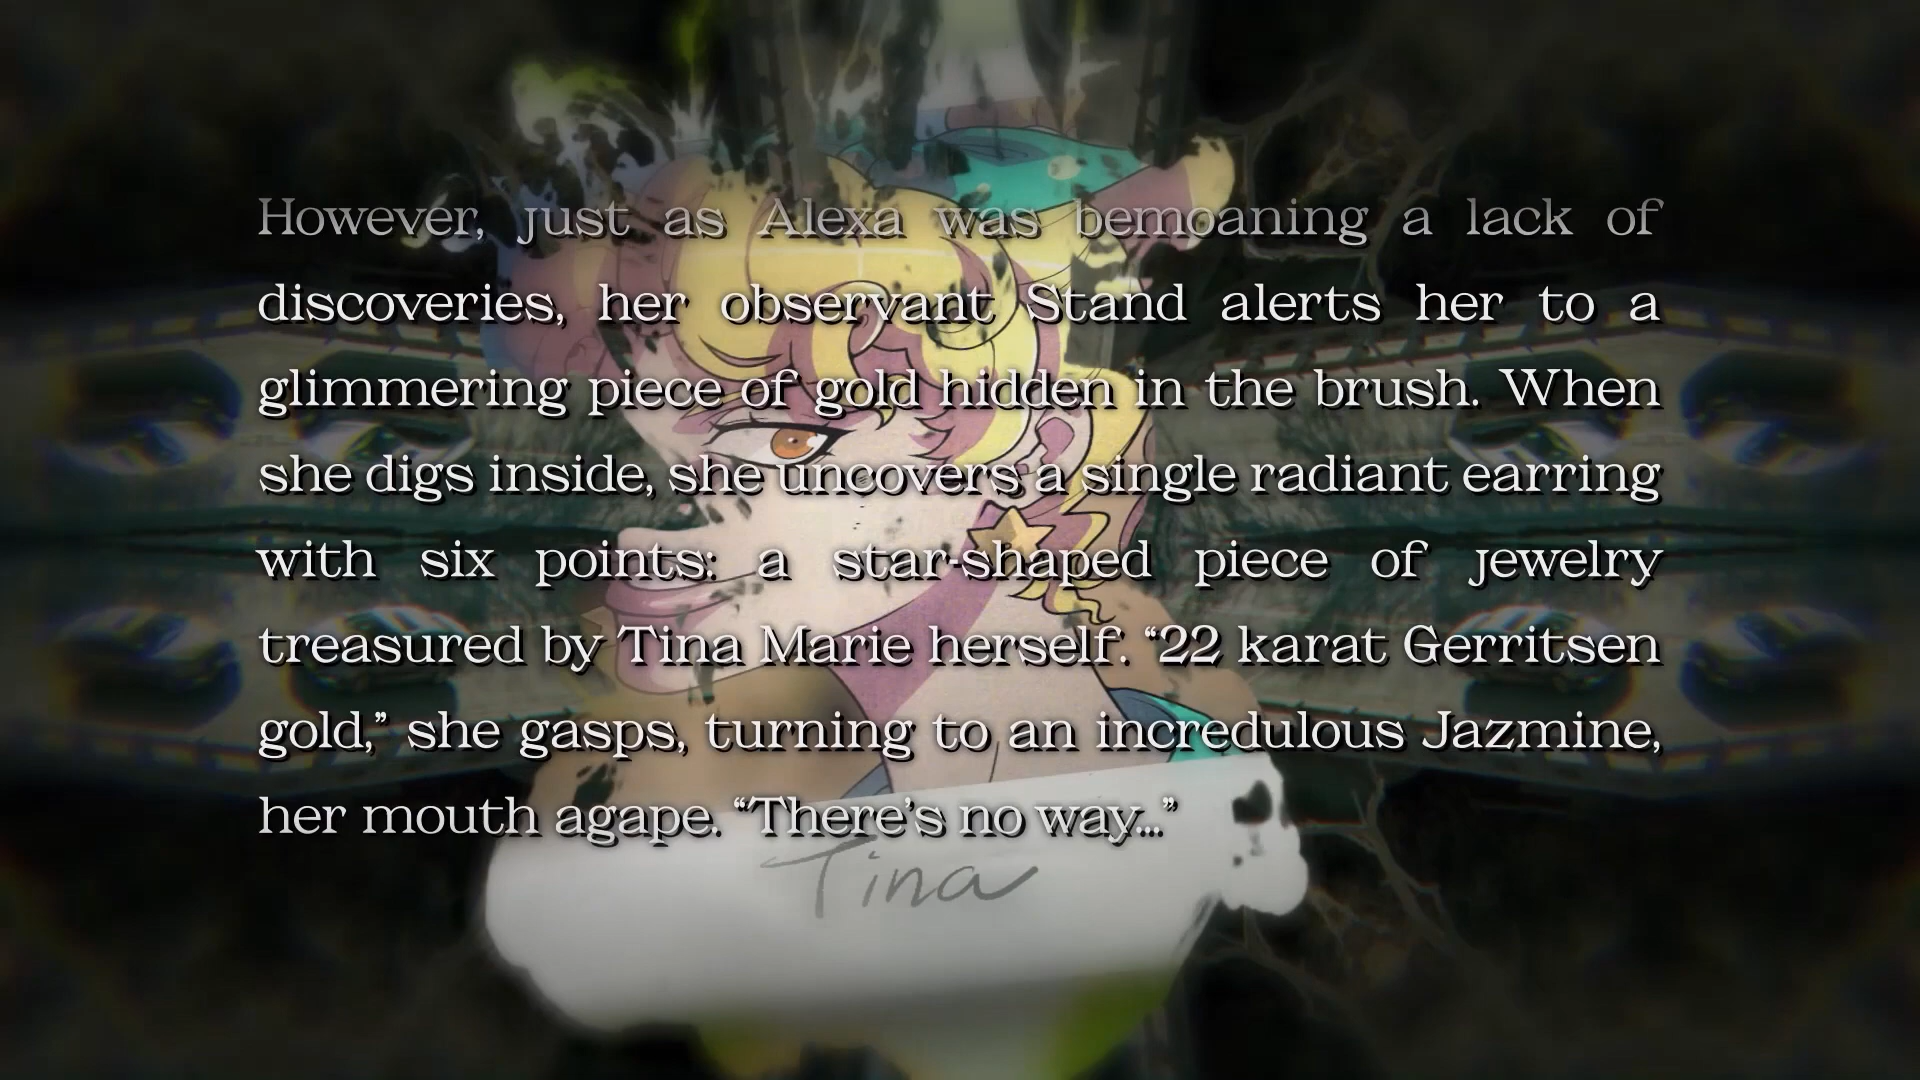 However, just as Alexa was bemoaning a lack of
discoveries, her observant Stand alerts her to a
glimmering piece of gold hidden in the brush. When
she digs inside, she uncovers a single radiant earring
with six points: a star-shaped piece of jewelry
treasured by Tina Marie herself. “22 karat Gerritsen
gold,” she gasps, turning to an incredulous Jazmine,
her mouth agape. “There’s no way...”
Tina